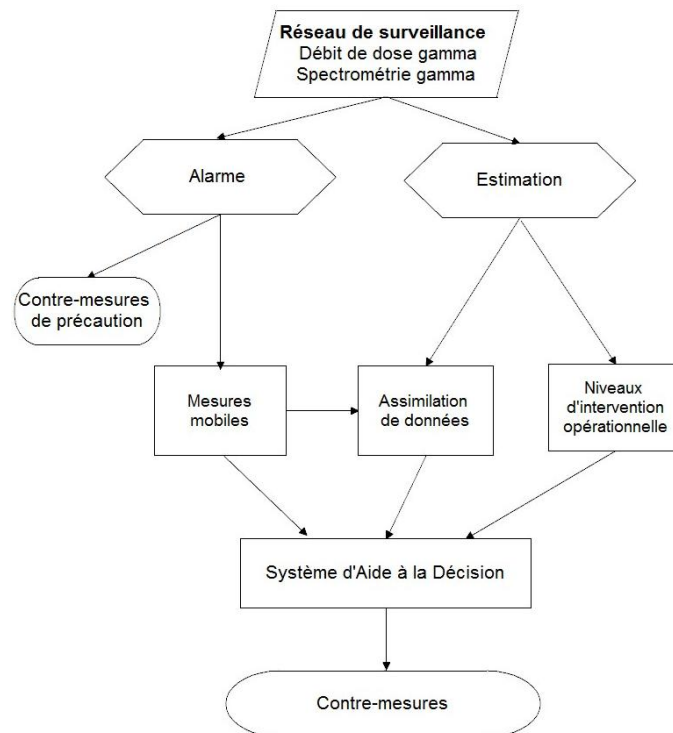 Réseau de surveillance
Débit de dose gamma
Spectrométrie gamma
Alarme
Estimation
Contre-mesures
de précaution
Mesures
mobiles
Assimilation
de données
Niveaux
d'intervention
opérationnelle
Système d'Aide à la Décision
Contre-mesures